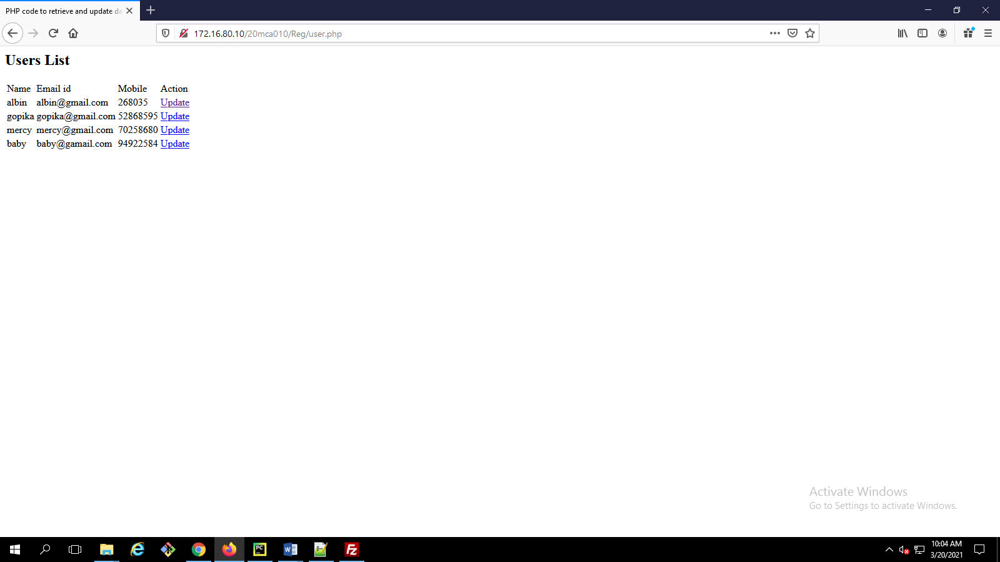 PHP code to retrieve and update da
172.16.80.10/20mca010/Reg/user.php
Users List
Name Email id Mobile Action
albin albin@gmail.com 268035 Update
gopika gopika@gmail.com 52868595 Update
mercy mercy@gmail.com 70258680 Update
baby baby@gamail.com 94922584 Update
Activate Windows
Go to Settings to activate Windows.
PC
W
Fz
10:04 AM
3/20/2021